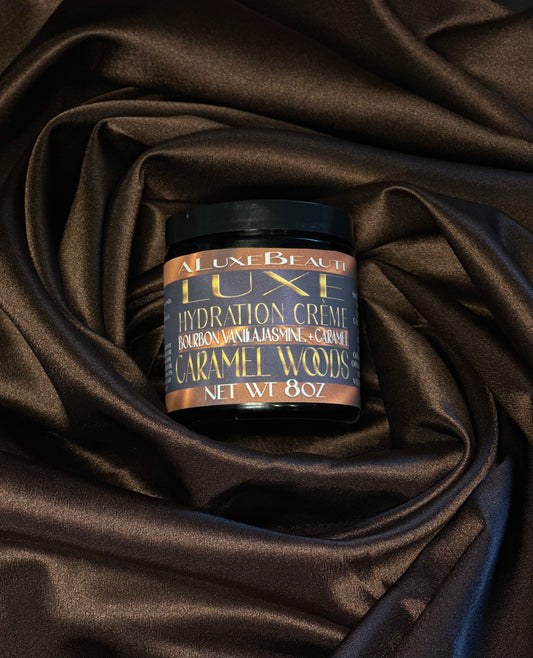 ALUXEBEAUTI
LUXE
HYDRATION CRÈME
BOURBON VANILLA JASMINE, + CARAMEL
CARAMEL WOODS
NET WT 8OZ